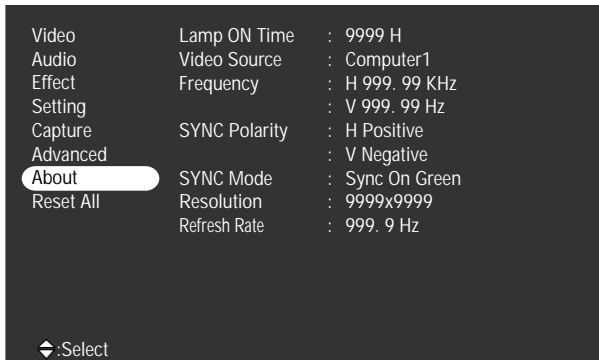 Video Lamp ON Time : 9999 H
Audio Video Source : Computer1
Effect Frequency : H 999. 99 KHz
Setting : V 999. 99 Hz
Capture SYNC Polarity : H Positive
Advanced : V Negative
About SYNC Mode : Sync On Green
Reset All Resolution : 9999x9999
Refresh Rate : 999. 9 Hz
:Select